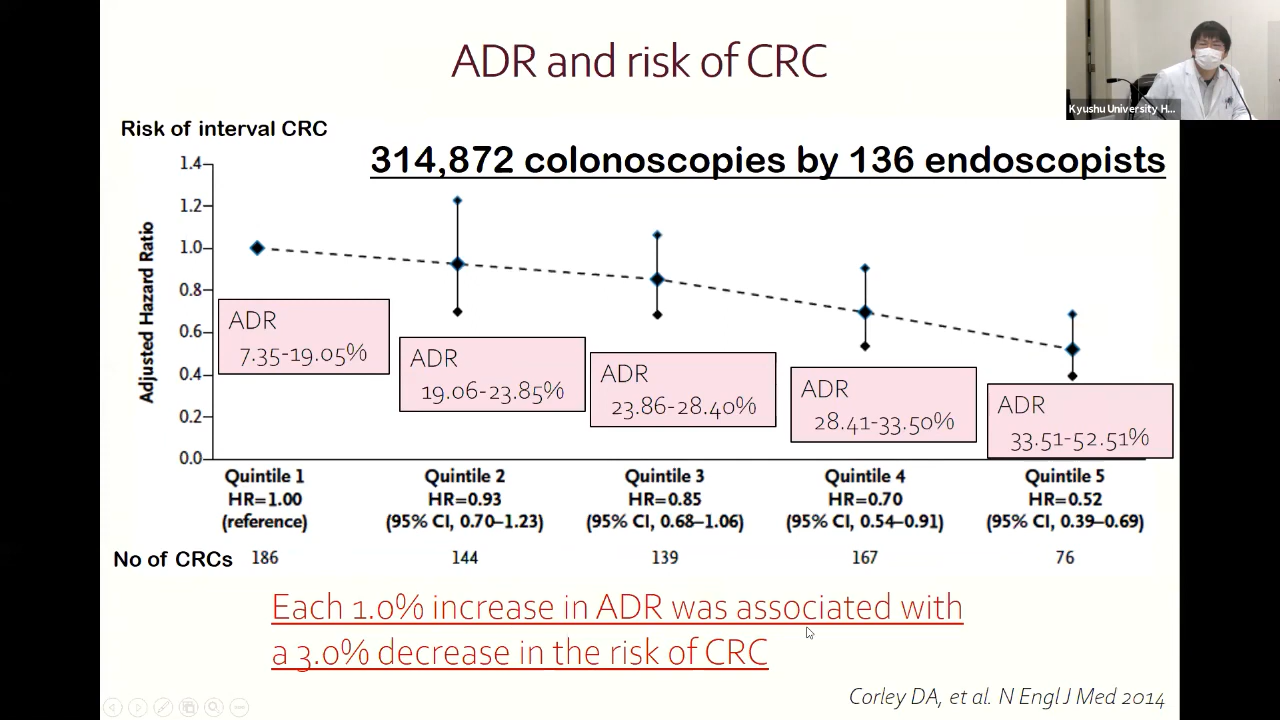 ADR and risk of CRC
Kyushu University H...
Risk of interval CRC
314,872 colonoscopies by 136 endoscopists
Adjusted Hazard Ratio
1.4
1.2
1.0
0.8
0.6
0.4
0.2
0.0
ADR
7.35-19.05%
ADR
19.06-23.85%
ADR
23.86-28.40%
ADR
28.41-33.50%
ADR
33.51-52.51%
Quintile 1
HR=1.00
(reference)
Quintile 2
HR=0.93
(95% CI, 0.70–1.23)
Quintile 3
HR=0.85
(95% CI, 0.68–1.06)
Quintile 4
HR=0.70
(95% CI, 0.54–0.91)
Quintile 5
HR=0.52
(95% CI, 0.39–0.69)
No of CRCs 186 144 139 167 76
Each 1.0% increase in ADR was associated with
a 3.0% decrease in the risk of CRC
Corley DA, et al. N Engl J Med 2014